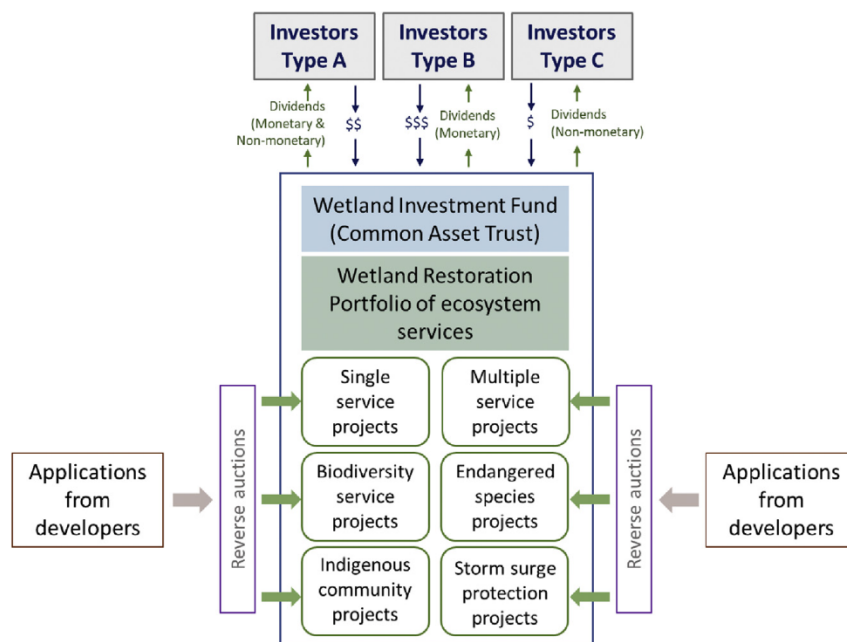 Investors
Type A
Investors
Type B
Investors
Type C
Dividends
(Monetary &
Non-monetary)
$$
$$$
Dividends
(Monetary)
$
Dividends
(Non-monetary)
Wetland Investment Fund
(Common Asset Trust)
Wetland Restoration
Portfolio of ecosystem
services
Single
service
projects
Multiple
service
projects
Applications
from
developers
Reverse auctions
Biodiversity
service
projects
Endangered
species
projects
Reverse auctions
Applications
from
developers
Indigenous
community
projects
Storm surge
protection
projects